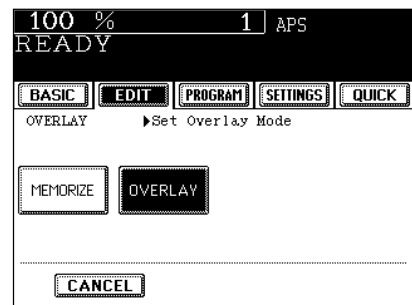 100 % 1 APS
READY
BASIC EDIT PROGRAM SETTINGS QUICK
OVERLAY ▶Set Overlay Mode
MEMORIZE OVERLAY
CANCEL